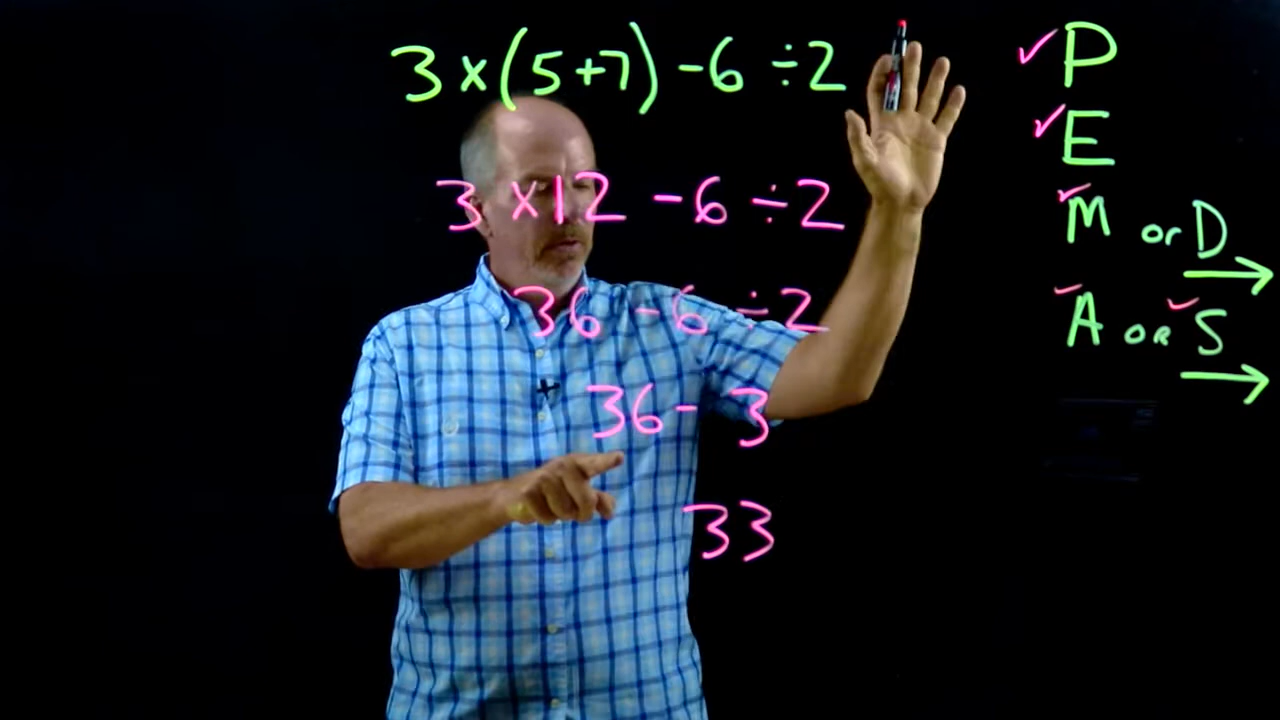 3 × (5+7) - 6 ÷ 2
3 × 12 - 6 ÷ 2
36 - 6 ÷ 2
36 - 3
33
✓ P
✓ E
✓ M or D →
✓ A OR ✓ S →